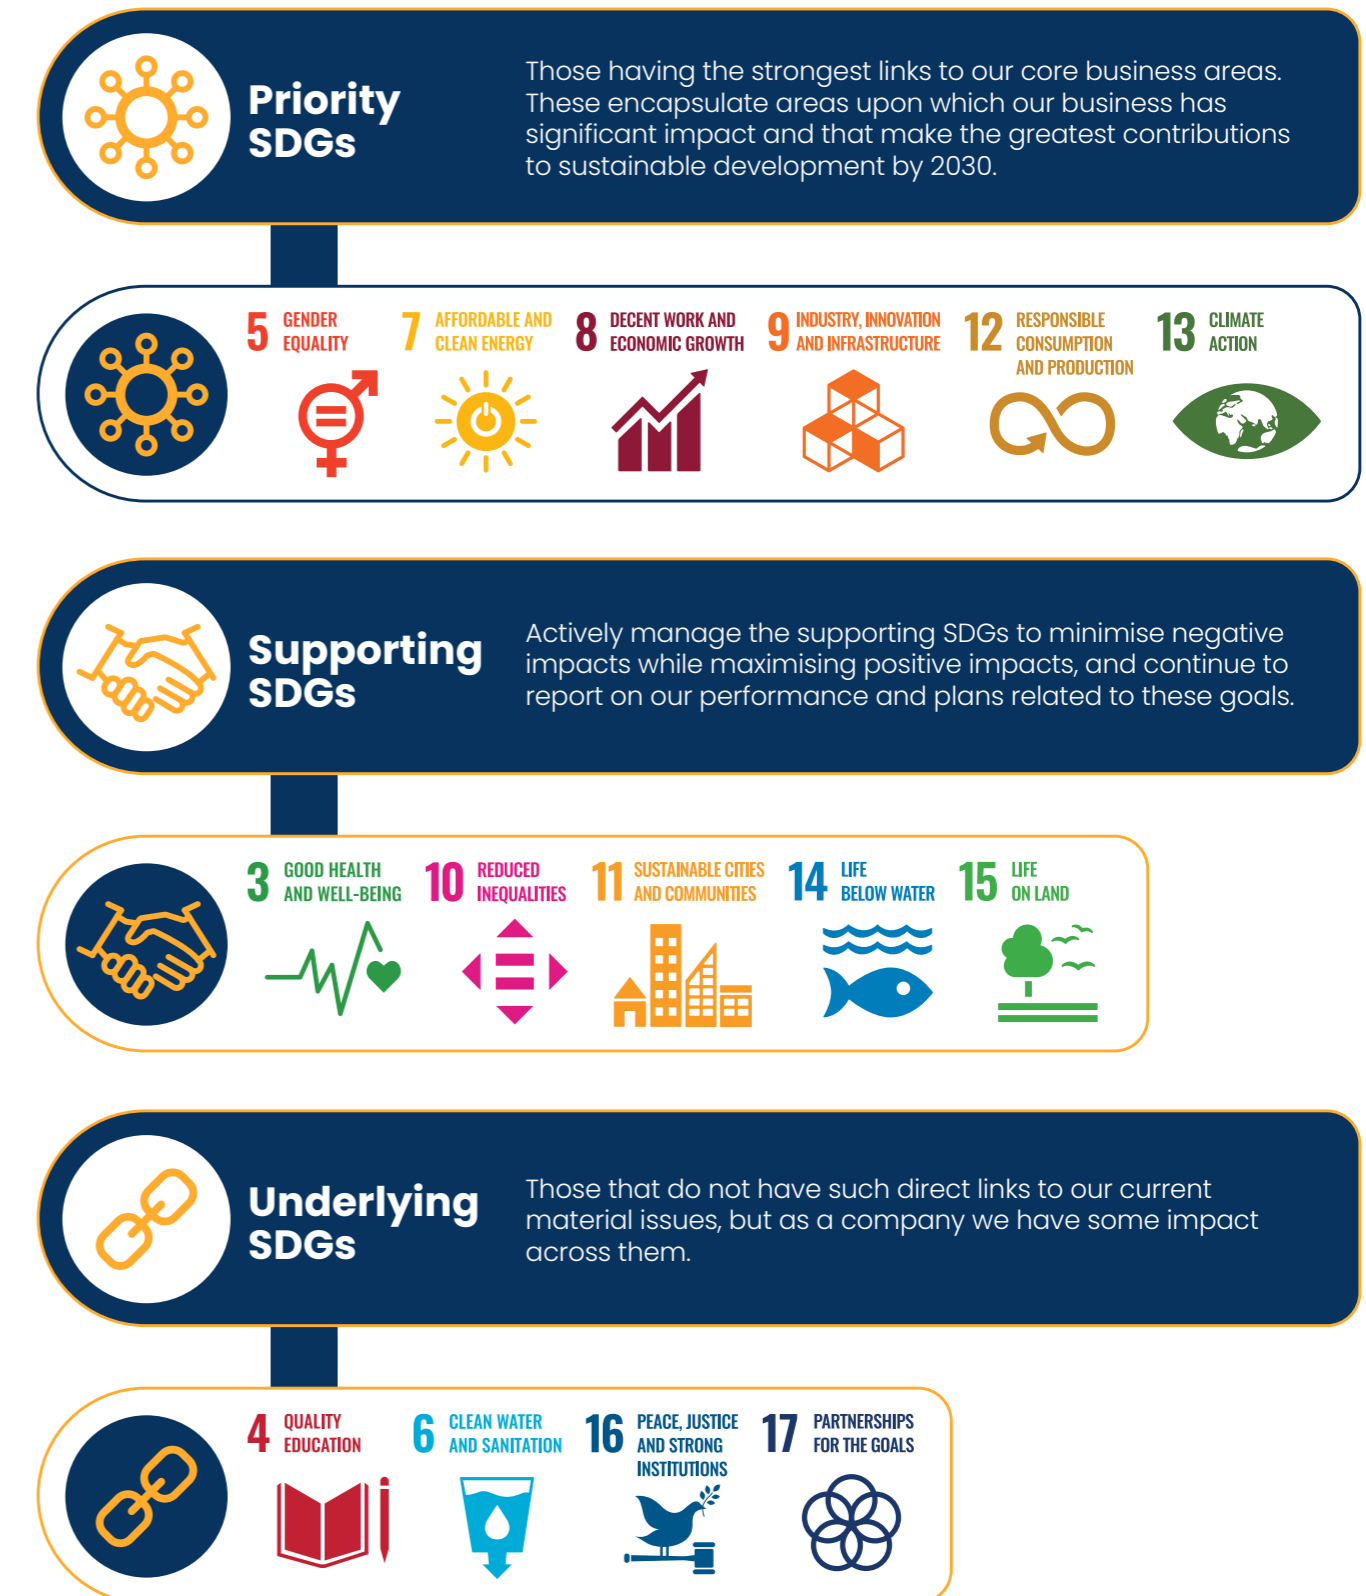 Priority
SDGs
Those having the strongest links to our core business areas.
These encapsulate areas upon which our business has
significant impact and that make the greatest contributions
to sustainable development by 2030.
5 GENDER
EQUALITY
7 AFFORDABLE AND
CLEAN ENERGY
8 DECENT WORK AND
ECONOMIC GROWTH
9 INDUSTRY, INNOVATION
AND INFRASTRUCTURE
12 RESPONSIBLE
CONSUMPTION
AND PRODUCTION
13 CLIMATE
ACTION
Supporting
SDGs
Actively manage the supporting SDGs to minimise negative
impacts while maximising positive impacts, and continue to
report on our performance and plans related to these goals.
3 GOOD HEALTH
AND WELL-BEING
10 REDUCED
INEQUALITIES
11 SUSTAINABLE CITIES
AND COMMUNITIES
14 LIFE
BELOW WATER
15 LIFE
ON LAND
Underlying
SDGs
Those that do not have such direct links to our current
material issues, but as a company we have some impact
across them.
4 QUALITY
EDUCATION
6 CLEAN WATER
AND SANITATION
16 PEACE, JUSTICE
AND STRONG
INSTITUTIONS
17 PARTNERSHIPS
FOR THE GOALS